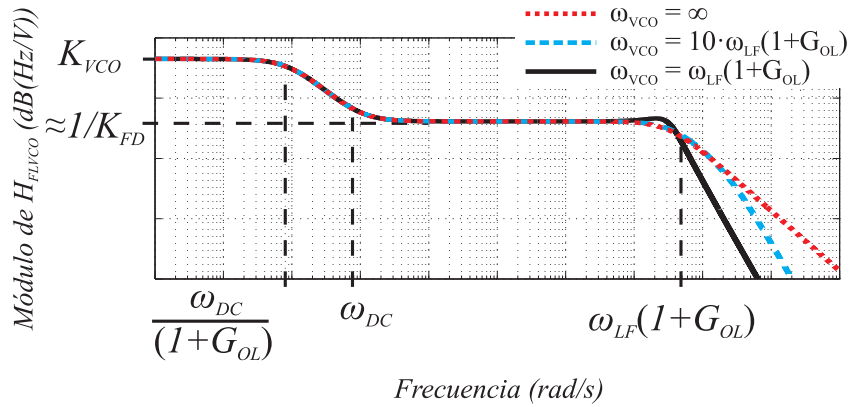 Módulo de H_FLVCO (dB(Hz/V))
K_VCO
≈1/K_FD
ω_VCO = ∞
ω_VCO = 10·ω_LF(1+G_OL)
ω_VCO = ω_LF(1+G_OL)
ω_DC
(1+G_OL)
ω_DC
ω_LF(1+G_OL)
Frecuencia (rad/s)